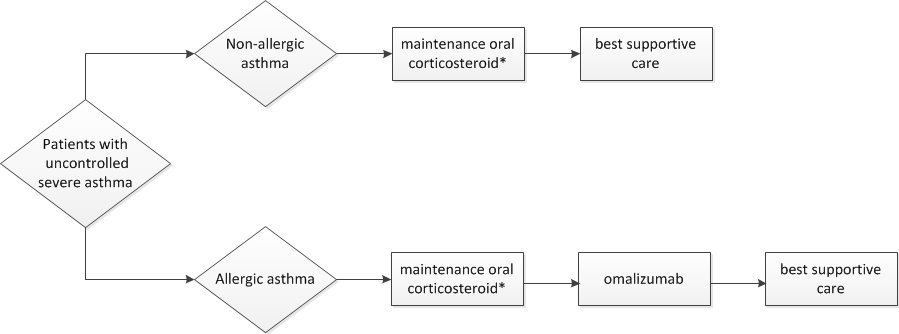 Non-allergic
asthma
maintenance oral
corticosteroid*
best supportive
care
Patients with
uncontrolled
severe asthma
Allergic asthma
maintenance oral
corticosteroid*
omalizumab
best supportive
care